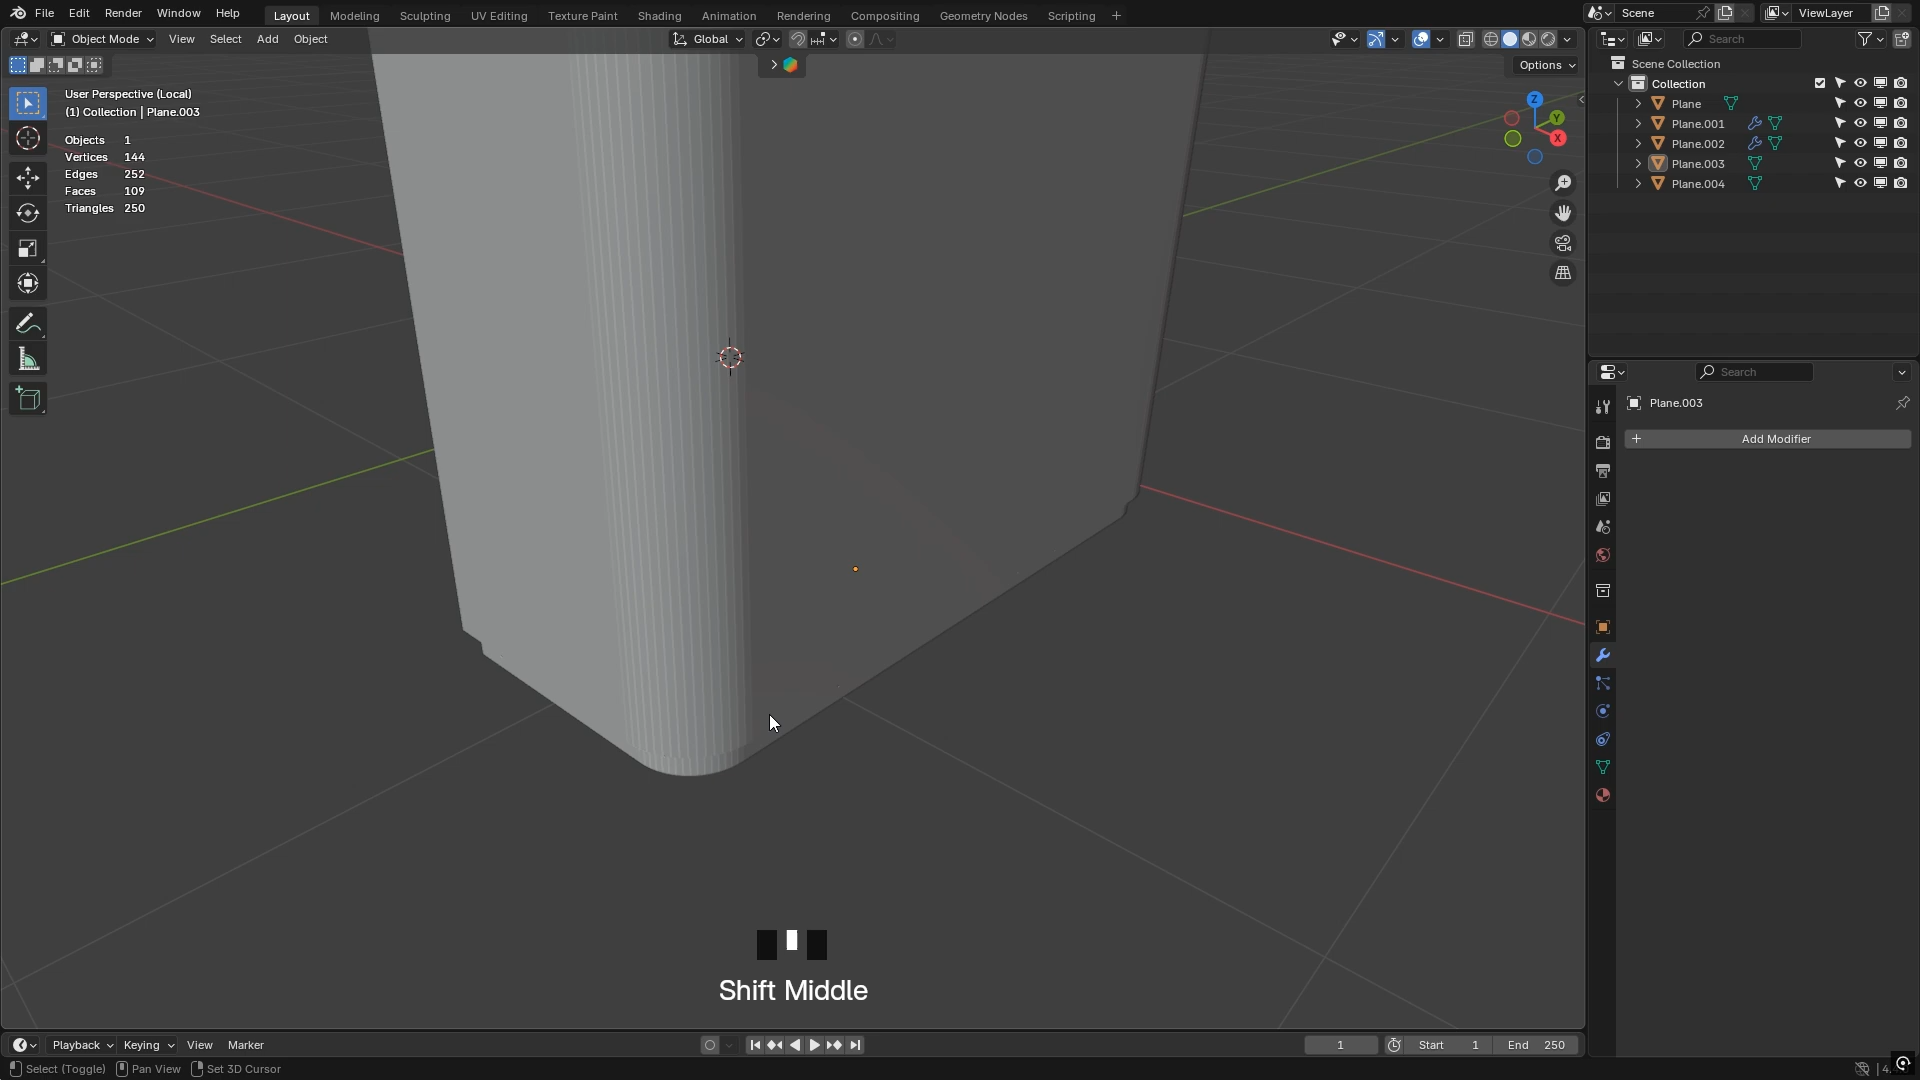 File Edit Render Window Help
Layout Modeling Sculpting UV Editing Texture Paint Shading Animation Rendering Compositing Geometry Nodes Scripting +
Scene
ViewLayer
Object Mode View Select Add Object
Global
Options
Search
User Perspective (Local)
(1) Collection | Plane.003
Objects 1
Vertices 144
Edges 252
Faces 109
Triangles 250
Z
Y
X
Scene Collection
Collection
Plane
Plane.001
Plane.002
Plane.003
Plane.004
Search
Plane.003
+ Add Modifier
Shift Middle
Playback Keying View Marker
1
Start 1
End 250
Select (Toggle) Pan View Set 3D Cursor